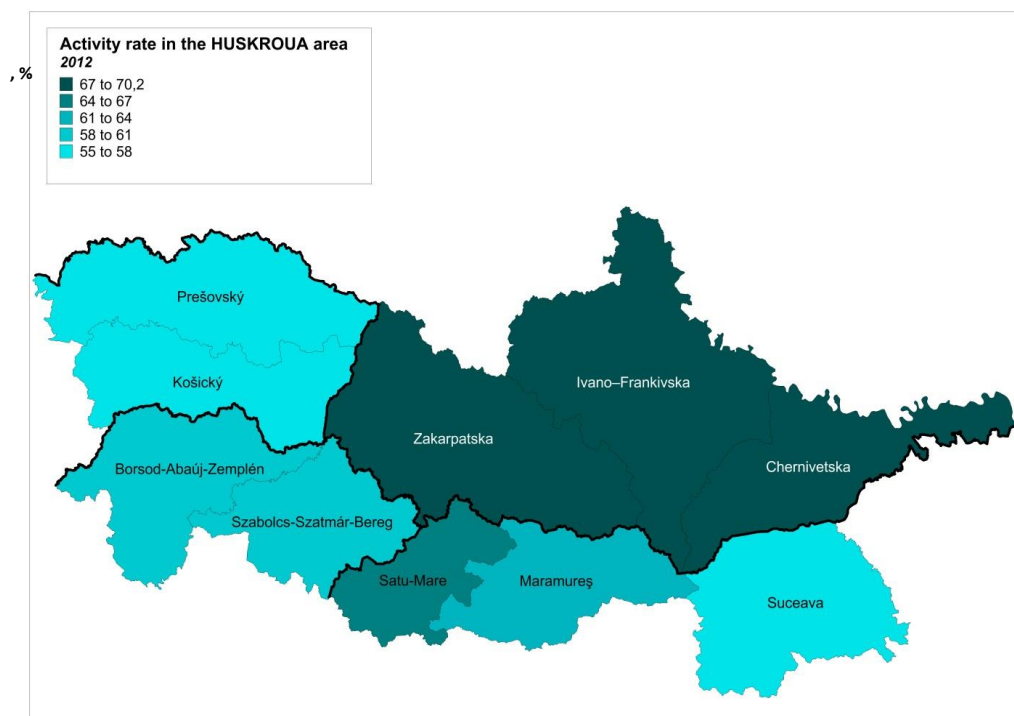 Activity rate in the HUSKROUA area
2012
, %
67 to 70,2
64 to 67
61 to 64
58 to 61
55 to 58
Prešovský
Košický
Ivano–Frankivska
Zakarpatska
Borsod-Abaúj-Zemplén
Chernivetska
Szabolcs-Szatmár-Bereg
Satu-Mare
Maramureş
Suceava